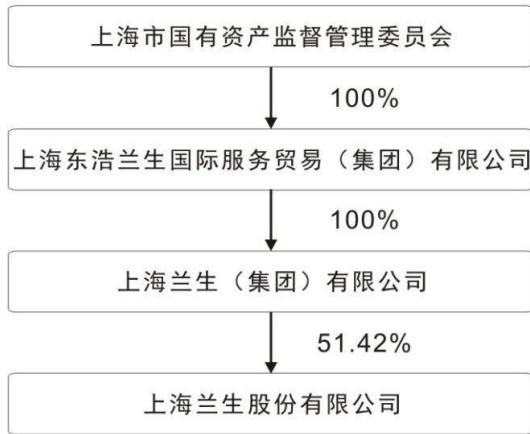 上海市国有资产监督管理委员会
100%
上海东浩兰生国际服务贸易（集团）有限公司
100%
上海兰生（集团）有限公司
51.42%
上海兰生股份有限公司